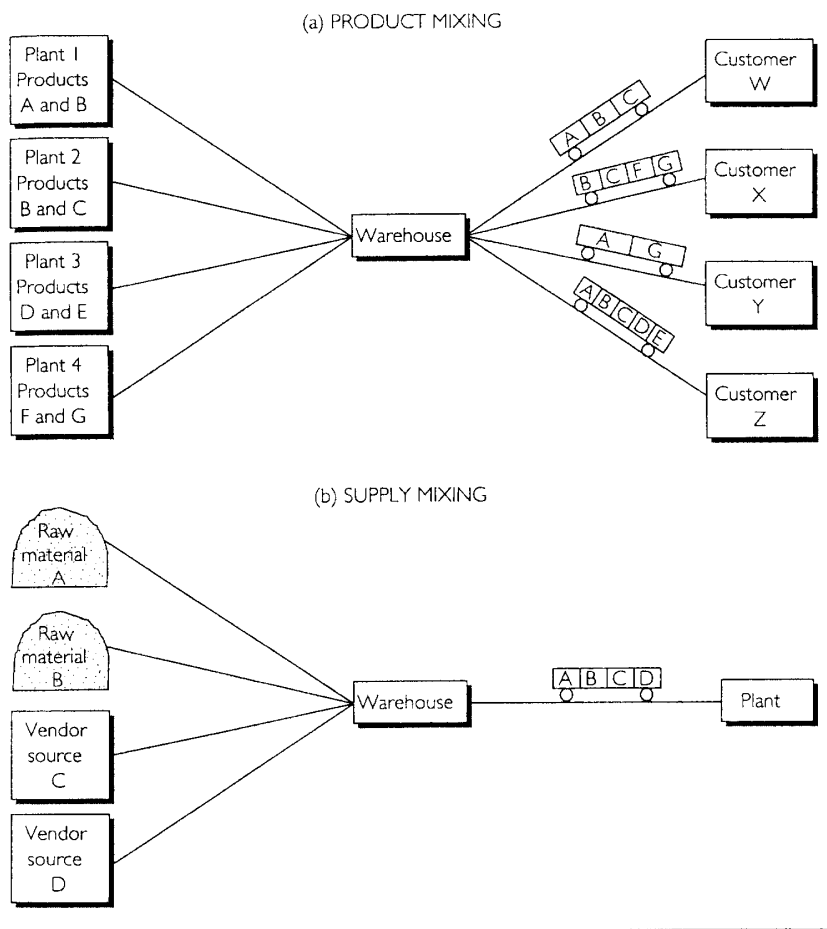 (a) PRODUCT MIXING
Plant 1
Products
A and B
Plant 2
Products
B and C
Plant 3
Products
D and E
Plant 4
Products
F and G
Warehouse
A B C
B C F G
A G
A B C D E
Customer
W
Customer
X
Customer
Y
Customer
Z
(b) SUPPLY MIXING
Raw
material
A
Raw
material
B
Vendor
source
C
Vendor
source
D
Warehouse
A B C D
Plant